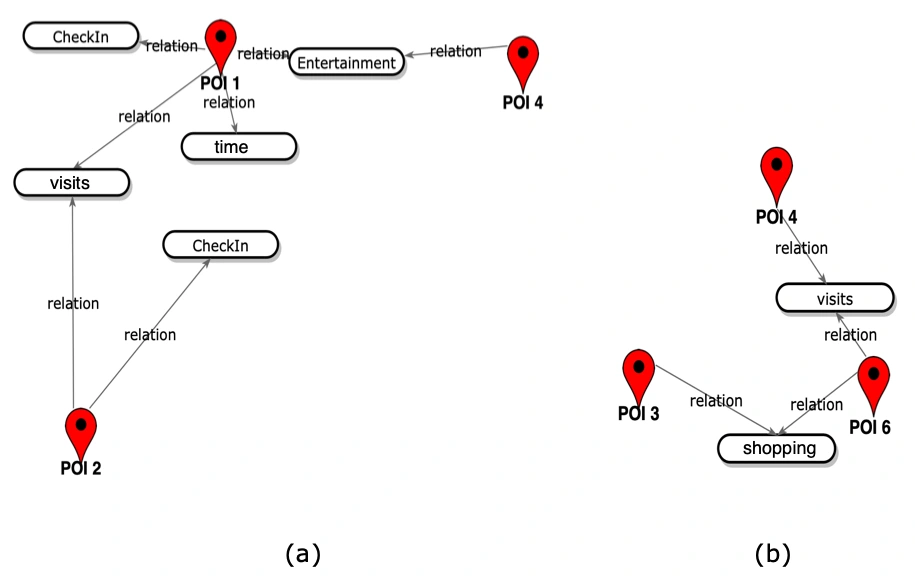 CheckIn
relation
relation
Entertainment
relation
POI 1
POI 4
relation
relation
time
visits
CheckIn
relation
relation
POI 2
(a)
POI 4
relation
visits
relation
POI 3
relation
relation
POI 6
shopping
(b)